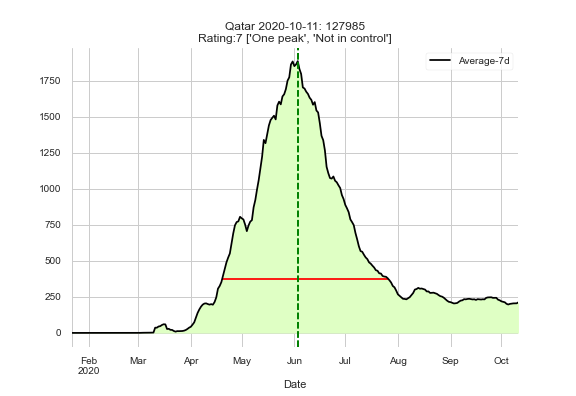 Qatar 2020-10-11: 127985
Rating:7 ['One peak', 'Not in control']
Average-7d
1750
1500
1250
1000
750
500
250
0
Feb
2020
Mar
Apr
May
Jun
Jul
Aug
Sep
Oct
Date